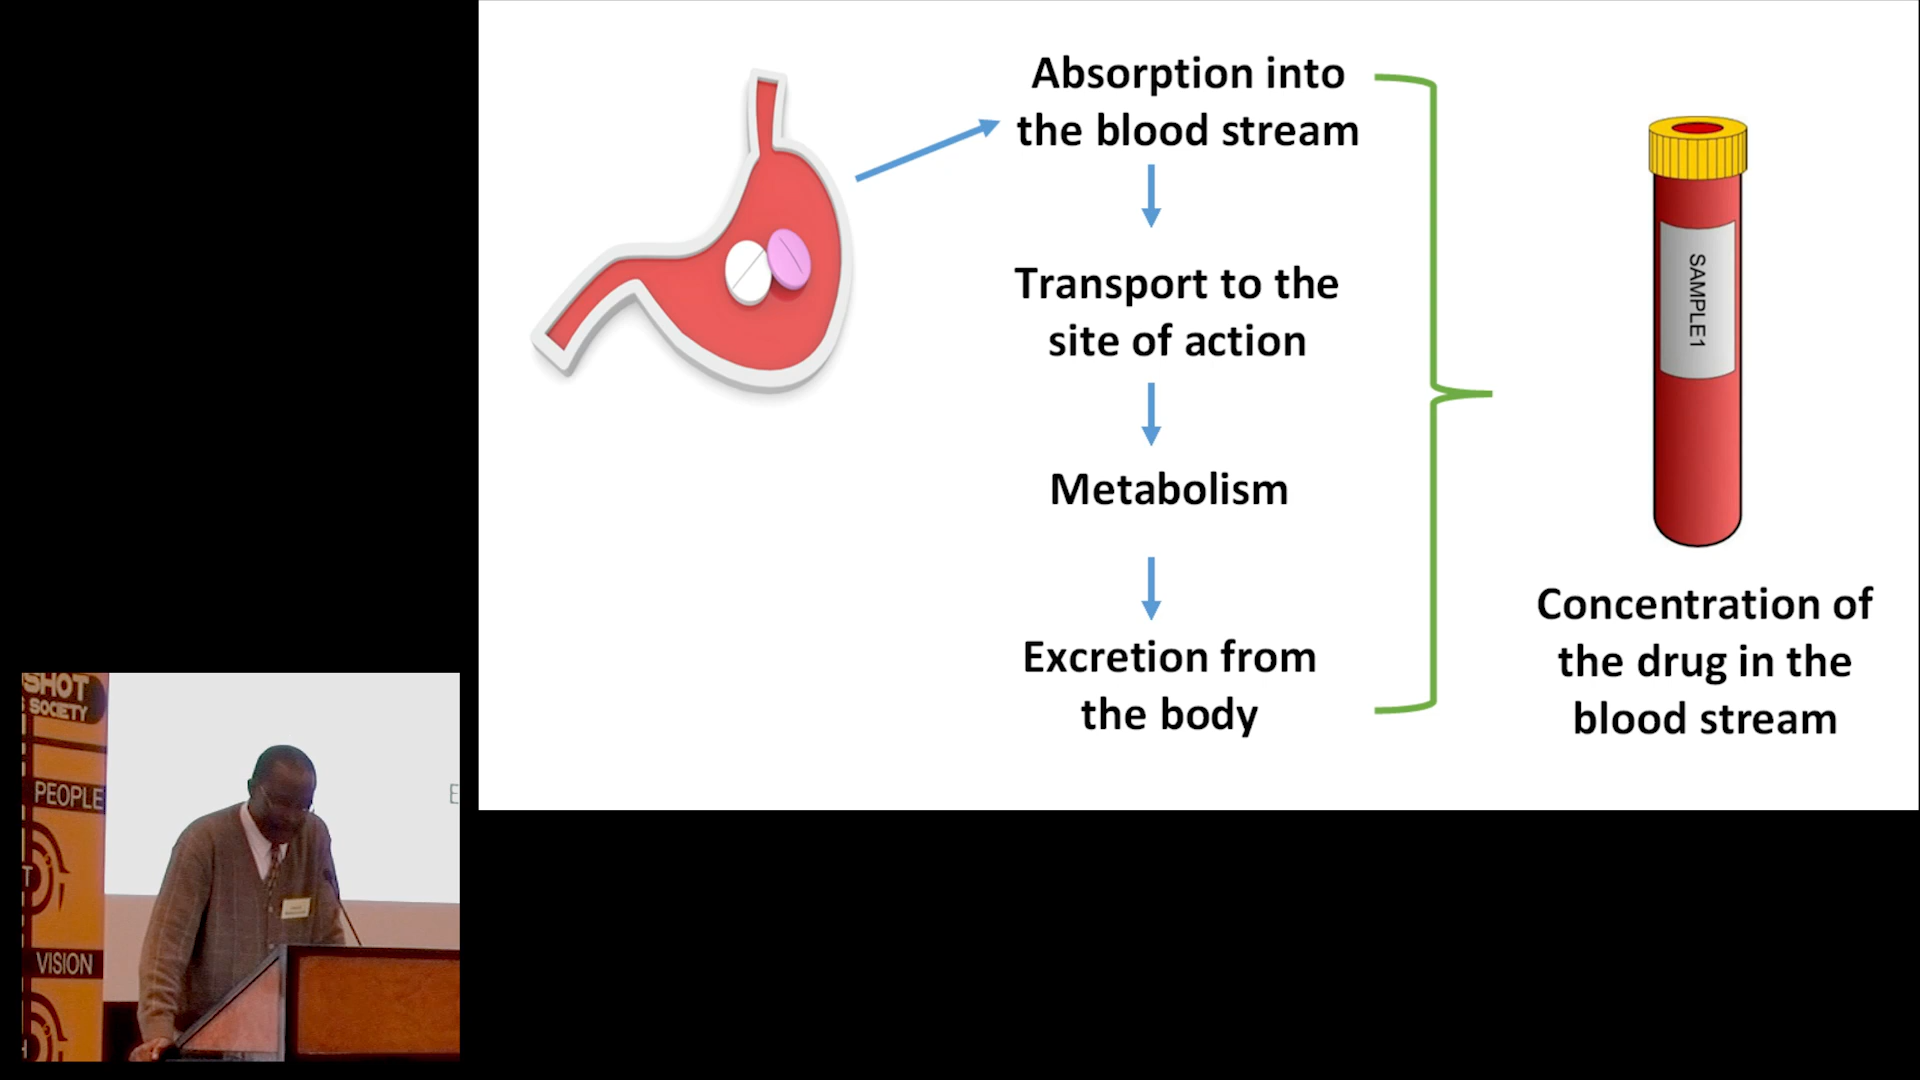 Absorption into
the blood stream
Transport to the
site of action
Metabolism
Excretion from
the body
SAMPLE1
Concentration of
the drug in the
blood stream
SHOT
SOCIETY
PEOPLE
VISION